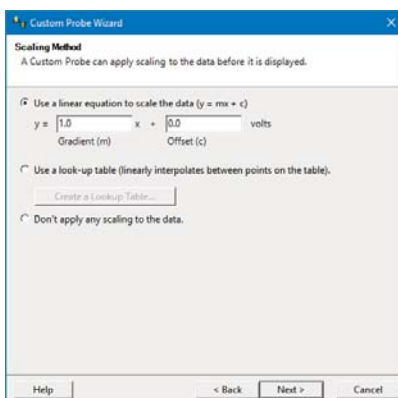 Custom Probe Wizard
Scaling Method
A Custom Probe can apply scaling to the data before it is displayed.
Use a linear equation to scale the data (y = mx + c)
y = 1.0 x + 0.0 volts
Gradient (m) Offset (c)
Use a look-up table (linearly interpolates between points on the table).
Create a Lookup Table...
Don't apply any scaling to the data.
Help < Back Next > Cancel